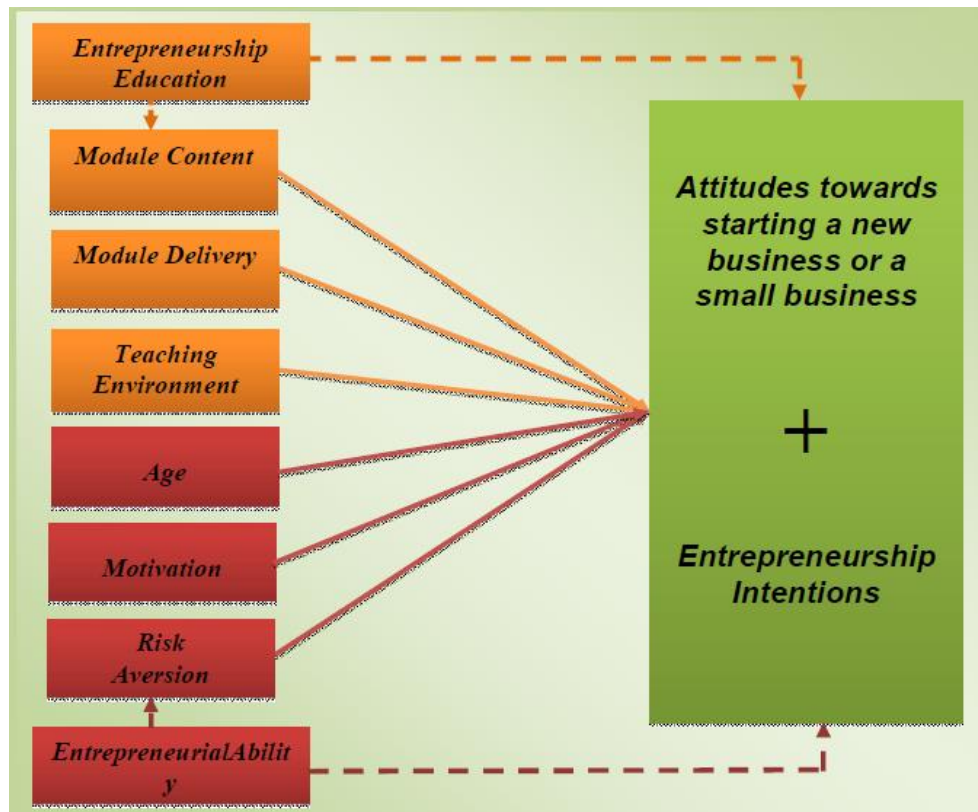 Entrepreneurship
Education
Module Content
Module Delivery
Teaching
Environment
Age
Motivation
Risk
Aversion
EntrepreneurialAbilit
y
Attitudes towards
starting a new
business or a
small business
+
Entrepreneurship
Intentions